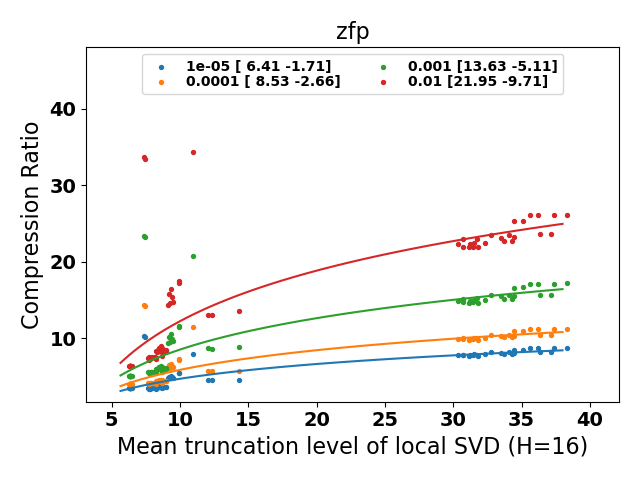 zfp
1e-05 [ 6.41 -1.71]
0.0001 [ 8.53 -2.66]
0.001 [13.63 -5.11]
0.01 [21.95 -9.71]
Compression Ratio
40
30
20
10
5 10 15 20 25 30 35 40
Mean truncation level of local SVD (H=16)